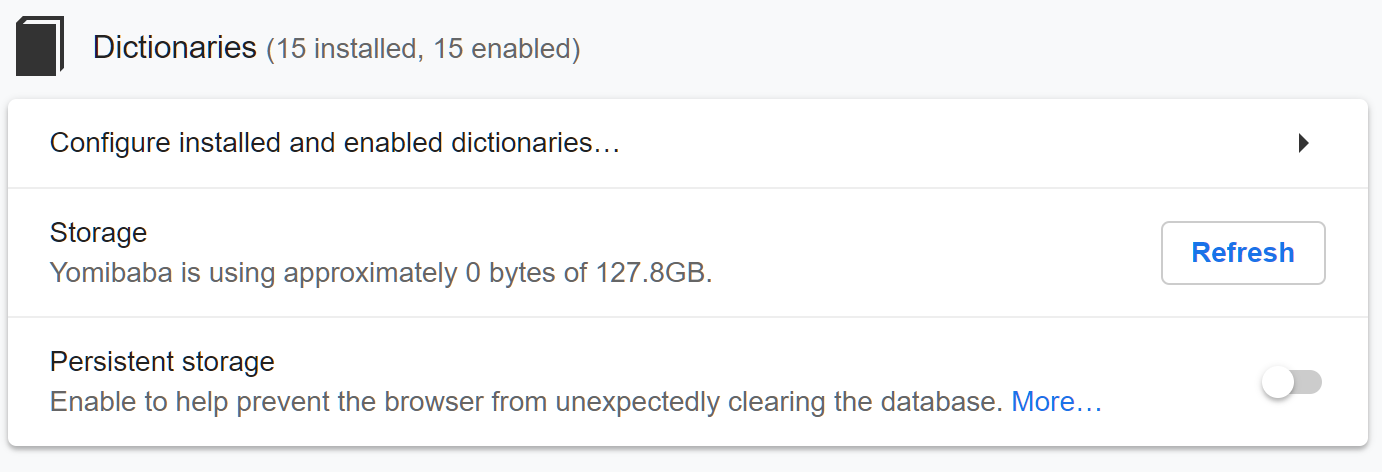 Dictionaries (15 installed, 15 enabled)
Configure installed and enabled dictionaries…
Storage
Yomibaba is using approximately 0 bytes of 127.8GB.
Refresh
Persistent storage
Enable to help prevent the browser from unexpectedly clearing the database. More…